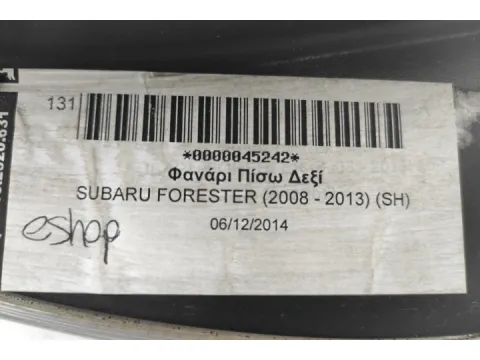 131
*0000045242*
Φανάρι Πίσω Δεξί
SUBARU FORESTER (2008 - 2013) (SH)
06/12/2014
eshop